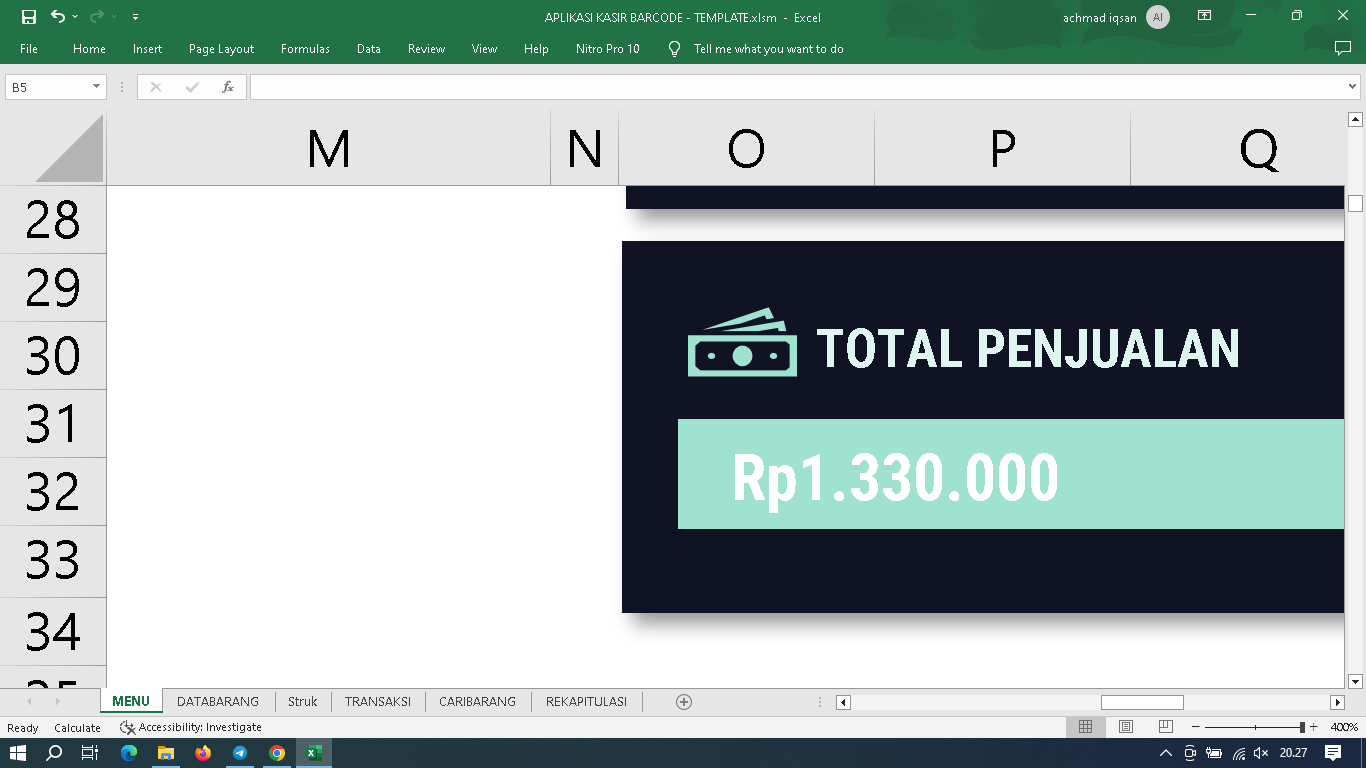 APLIKASI KASIR BARCODE - TEMPLATE.xlsm - Excel
achmad iqsan
AI
File Home Insert Page Layout Formulas Data Review View Help Nitro Pro 10 Tell me what you want to do
B5
fx
M N O P Q
28
29
30
31
32
33
34
35
TOTAL PENJUALAN
Rp1.330.000
MENU DATABARANG Struk TRANSAKSI CARIBARANG REKAPITULASI
Ready Calculate Accessibility: Investigate
400%
20.27